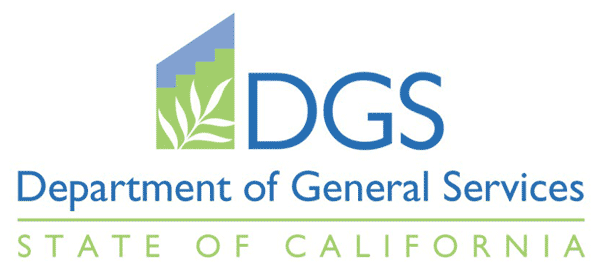 DGS
Department of General Services
STATE OF CALIFORNIA